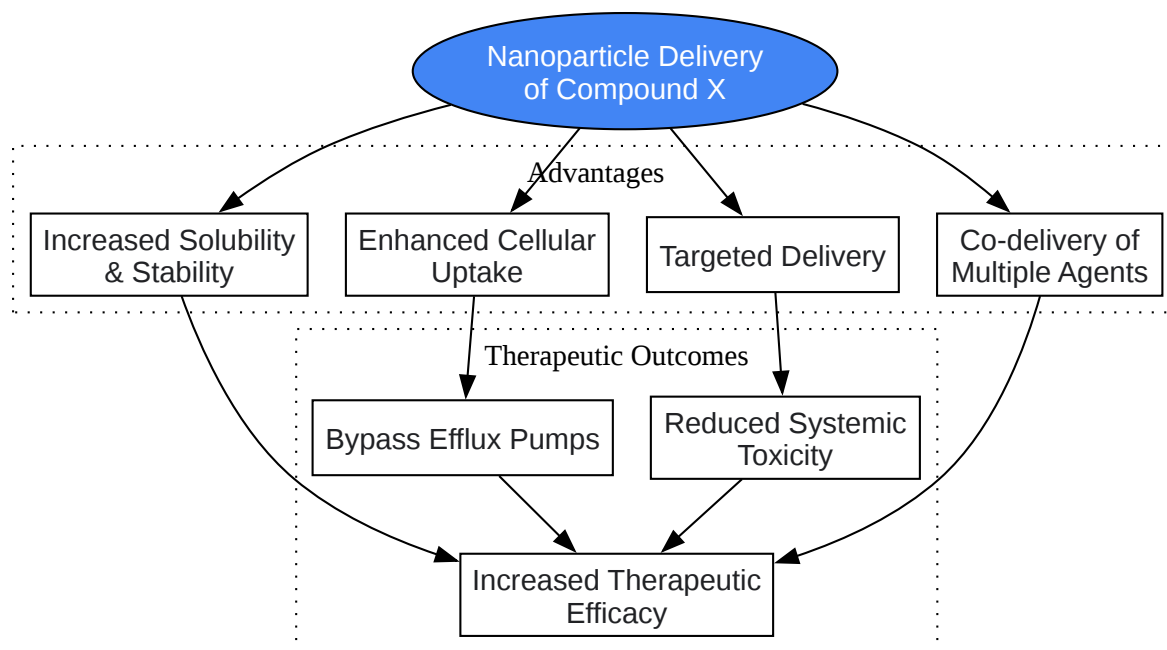 Nanoparticle Delivery
of Compound X
Advantages
Increased Solubility
& Stability
Enhanced Cellular
Uptake
Targeted Delivery
Co-delivery of
Multiple Agents
Therapeutic Outcomes
Bypass Efflux Pumps
Reduced Systemic
Toxicity
Increased Therapeutic
Efficacy